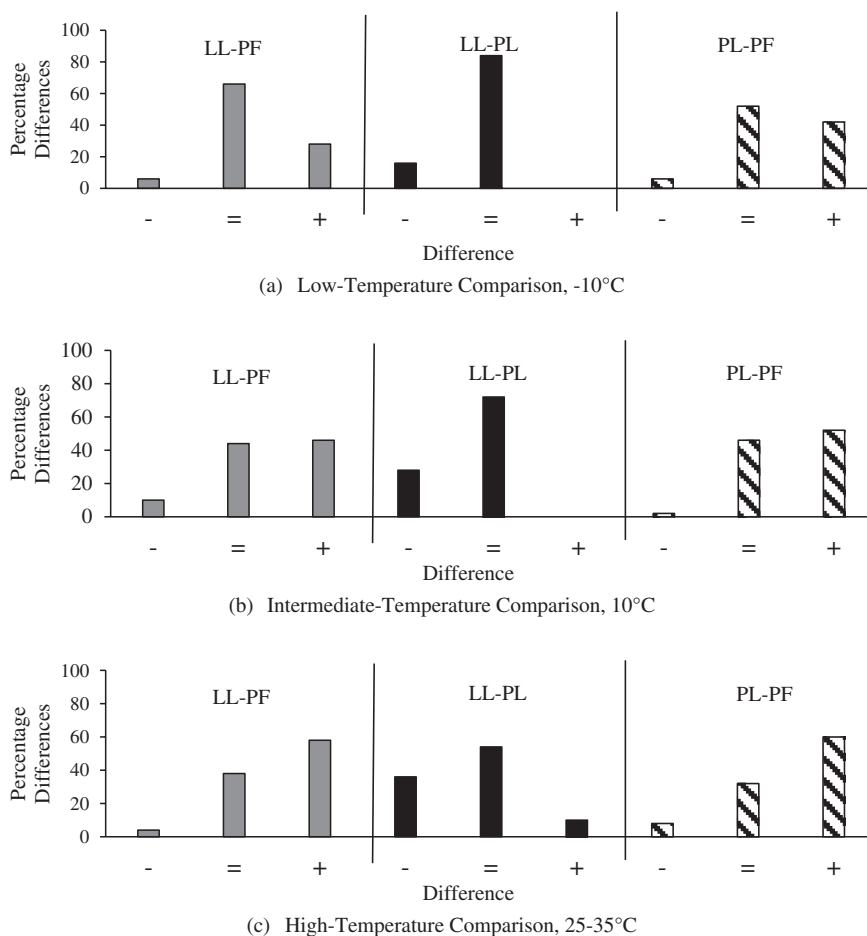 LL-PF LL-PL PL-PF
Percentage Differences
100
80
60
40
20
0
- = + - = + - = +
Difference
(a) Low-Temperature Comparison, -10°C
LL-PF LL-PL PL-PF
Percentage Differences
100
80
60
40
20
0
- = + - = + - = +
Difference
(b) Intermediate-Temperature Comparison, 10°C
LL-PF LL-PL PL-PF
Percentage Differences
100
80
60
40
20
0
- = + - = + - = +
Difference
(c) High-Temperature Comparison, 25-35°C